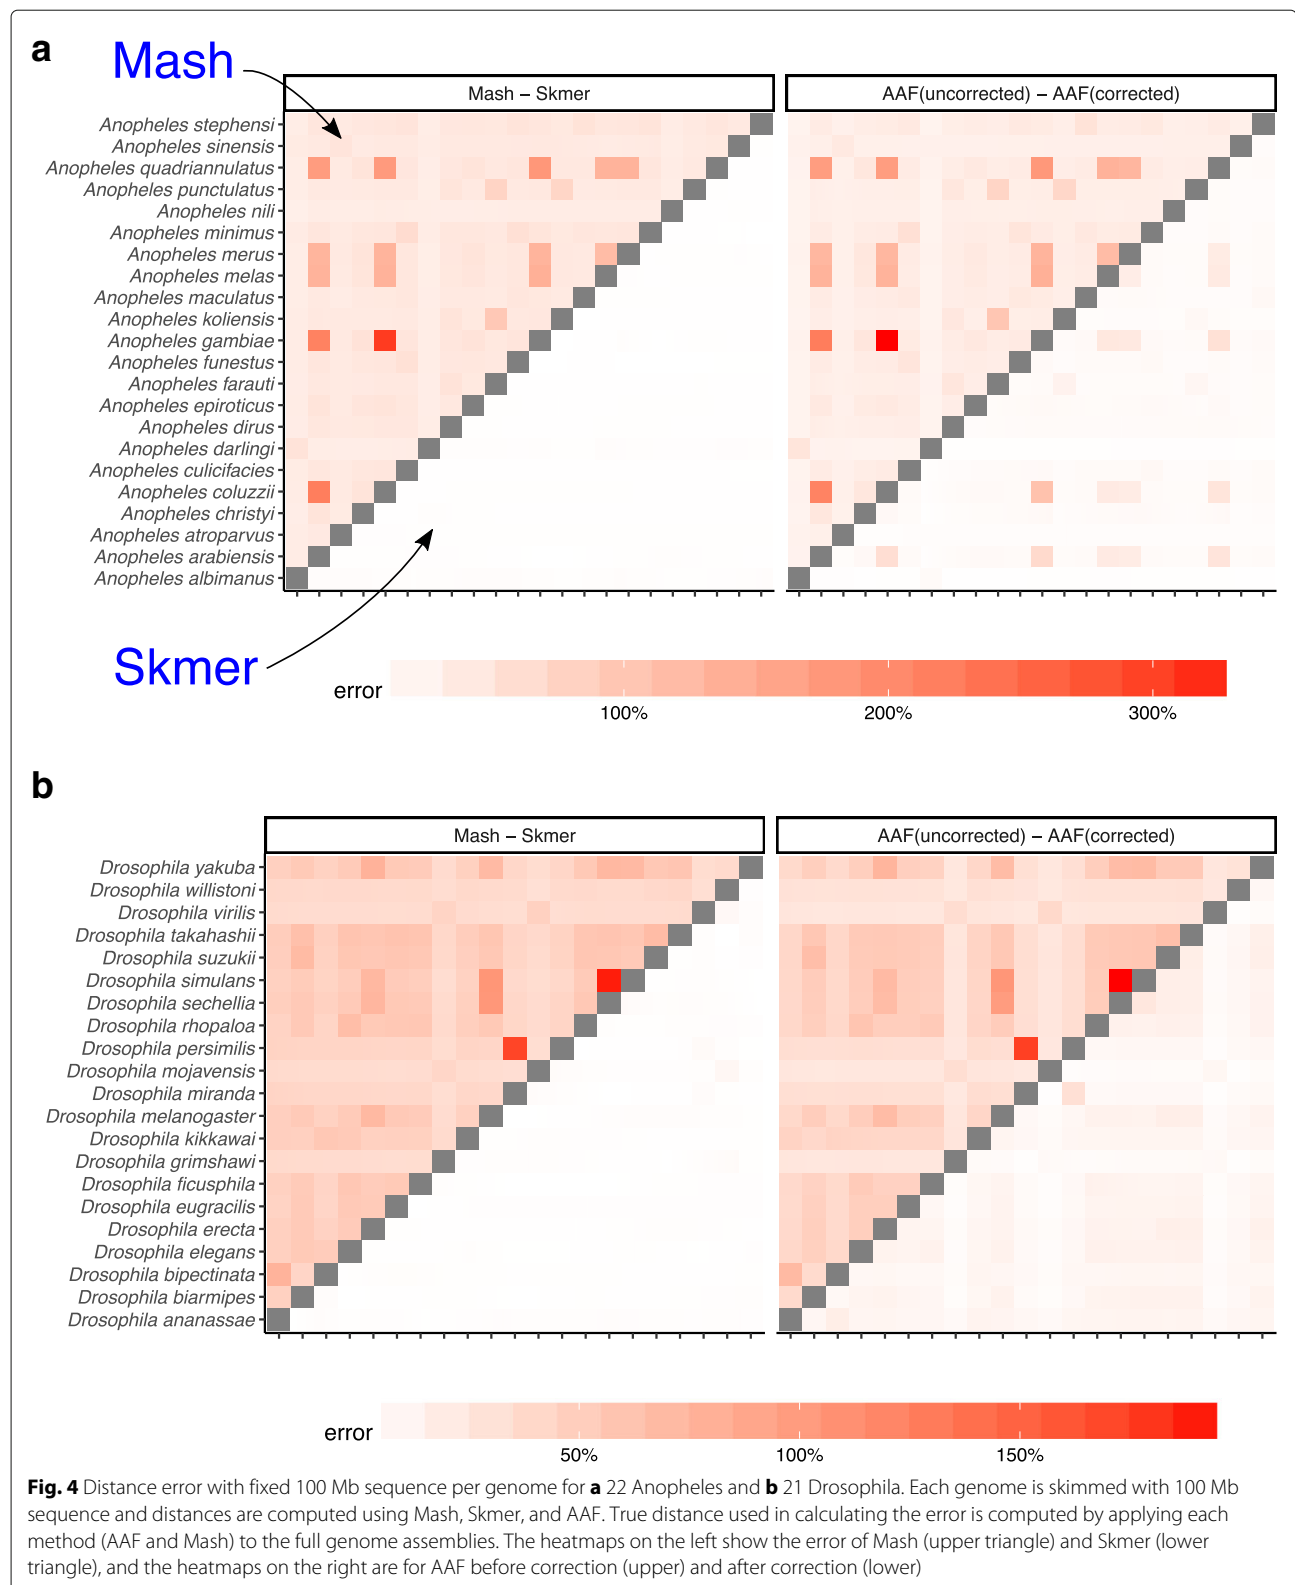 a
Mash
Mash – Skmer
AAF(uncorrected) – AAF(corrected)
Anopheles stephensi
Anopheles sinensis
Anopheles quadriannulatus
Anopheles punctulatus
Anopheles nili
Anopheles minimus
Anopheles merus
Anopheles melas
Anopheles maculatus
Anopheles koliensis
Anopheles gambiae
Anopheles funestus
Anopheles farauti
Anopheles epiroticus
Anopheles dirus
Anopheles darlingi
Anopheles culicifacies
Anopheles coluzzii
Anopheles christyi
Anopheles atroparvus
Anopheles arabiensis
Anopheles albimanus
Skmer
error
100% 200% 300%
b
Mash – Skmer
AAF(uncorrected) – AAF(corrected)
Drosophila yakuba
Drosophila willistoni
Drosophila virilis
Drosophila takahashii
Drosophila suzukii
Drosophila simulans
Drosophila sechellia
Drosophila rhopaloa
Drosophila persimilis
Drosophila mojavensis
Drosophila miranda
Drosophila melanogaster
Drosophila kikkawai
Drosophila grimshawi
Drosophila ficusphila
Drosophila eugracilis
Drosophila erecta
Drosophila elegans
Drosophila bipectinata
Drosophila biarmipes
Drosophila ananassae
error
50% 100% 150%
Fig. 4 Distance error with fixed 100 Mb sequence per genome for a 22 Anopheles and b 21 Drosophila. Each genome is skimmed with 100 Mb
sequence and distances are computed using Mash, Skmer, and AAF. True distance used in calculating the error is computed by applying each
method (AAF and Mash) to the full genome assemblies. The heatmaps on the left show the error of Mash (upper triangle) and Skmer (lower
triangle), and the heatmaps on the right are for AAF before correction (upper) and after correction (lower)